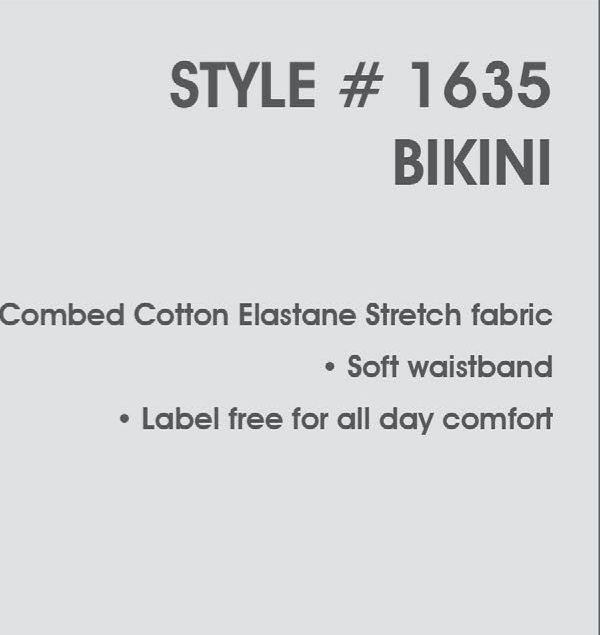 STYLE # 1635
BIKINI
Combed Cotton Elastane Stretch fabric
• Soft waistband
• Label free for all day comfort